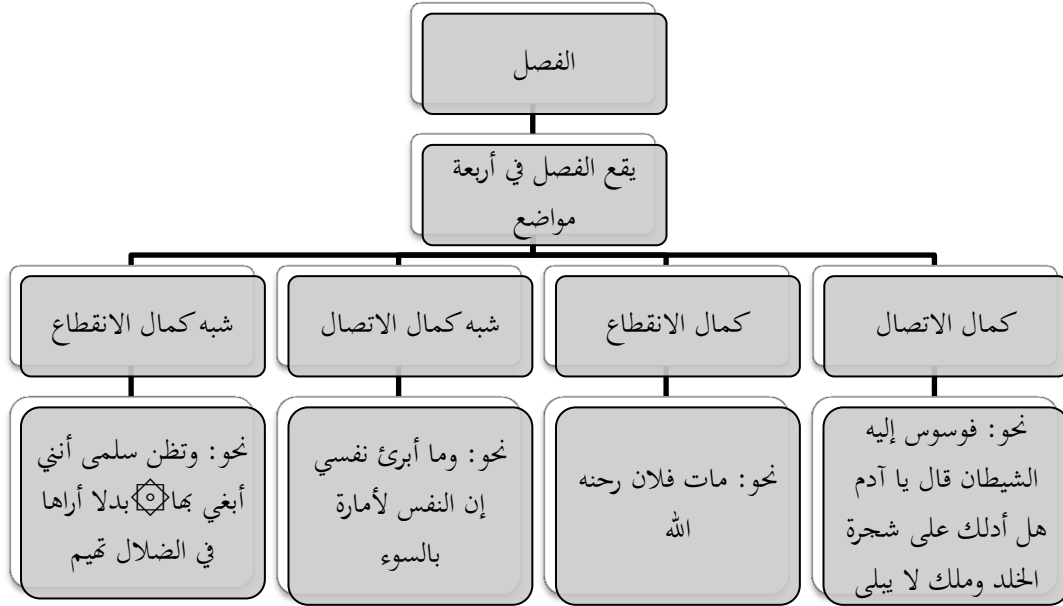 الفصل
يقع الفصل في أربعة
مواضع
كمال الاتصال
كمال الانقطاع
شبه كمال الاتصال
شبه كمال الانقطاع
نحو: فوسوس إليه
الشيطان قال يا آدم
هل أدلك على شجرة
الخلد وملك لا يبلى
نحو: مات فلان رحنه
الله
نحو: وما أبرئ نفسي
إن النفس لأمارة
بالسوء
نحو: وتظن سلمى أنني
أبغي بها۞بدلا أراها
في الضلال تهيم